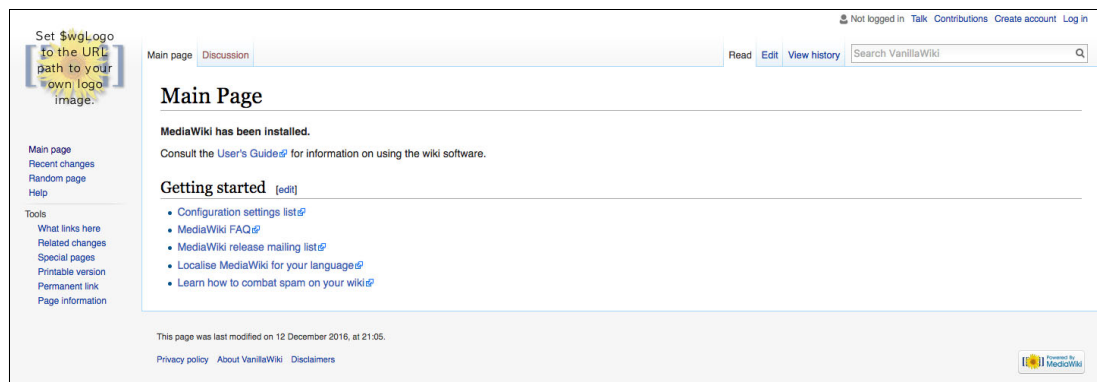 Not logged in Talk Contributions Create account Log in
Set $wgLogo
to the URL
path to your
own logo
image.
Main page Discussion
Read Edit View history Search VanillaWiki
Main Page
MediaWiki has been installed.
Consult the User's Guide for information on using the wiki software.
Getting started [edit]
• Configuration settings list
• MediaWiki FAQ
• MediaWiki release mailing list
• Localise MediaWiki for your language
• Learn how to combat spam on your wiki
Main page
Recent changes
Random page
Help
Tools
What links here
Related changes
Special pages
Printable version
Permanent link
Page information
This page was last modified on 12 December 2016, at 21:05.
Privacy policy About VanillaWiki Disclaimers
Powered By
MediaWiki